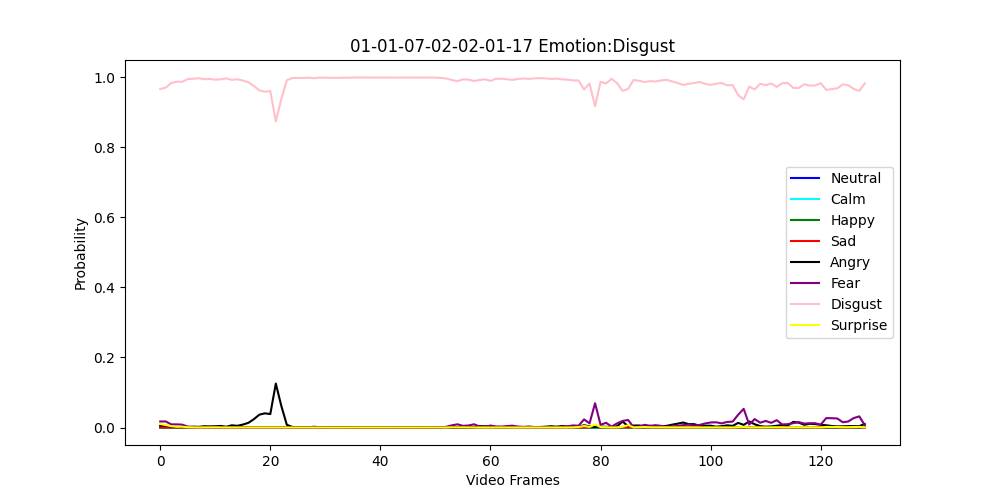 01-01-07-02-02-01-17 Emotion:Disgust
1.0
0.8
0.6
0.4
0.2
0.0
Probability
Neutral
Calm
Happy
Sad
Angry
Fear
Disgust
Surprise
0 20 40 60 80 100 120
Video Frames